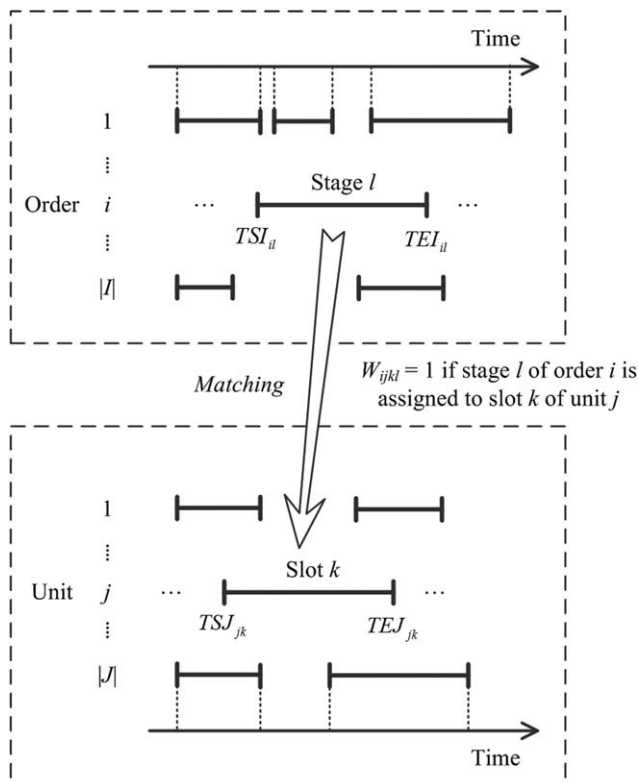 Time
1
⋮
Stage l
Order i ... ...
TSI_il TEI_il
⋮
|I|
Matching
W_ijkl = 1 if stage l of order i is
assigned to slot k of unit j
1
⋮
Slot k
Unit j ... ...
TSJ_jk TEJ_jk
⋮
|J|
Time